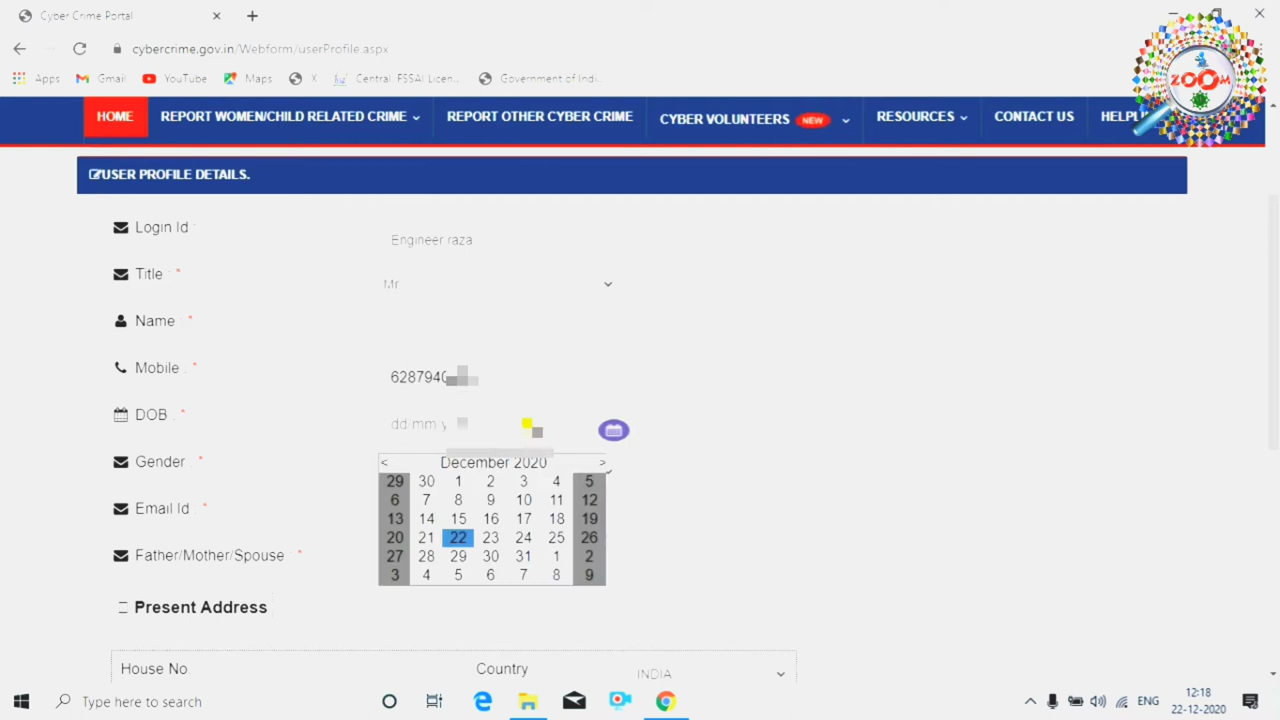 Cyber Crime Portal
cybercrime.gov.in/Webform/userProfile.aspx
Apps Gmail YouTube Maps X Central FSSAI Licen... Government of Indi...
ZOOM
HOME REPORT WOMEN/CHILD RELATED CRIME REPORT OTHER CYBER CRIME CYBER VOLUNTEERS NEW RESOURCES CONTACT US
USER PROFILE DETAILS.
Login Id :
Engineer raza
Title : *
Mr
Name : *
Mobile : *
628794
DOB : *
dd mm y
Gender : *
< December 2020 >
29 30 1 2 3 4 5
6 7 8 9 10 11 12
13 14 15 16 17 18 19
20 21 22 23 24 25 26
27 28 29 30 31 1 2
3 4 5 6 7 8 9
Email Id : *
Father/Mother/Spouse : *
Present Address
House No. Country INDIA
Type here to search
ENG
12:18
22-12-2020